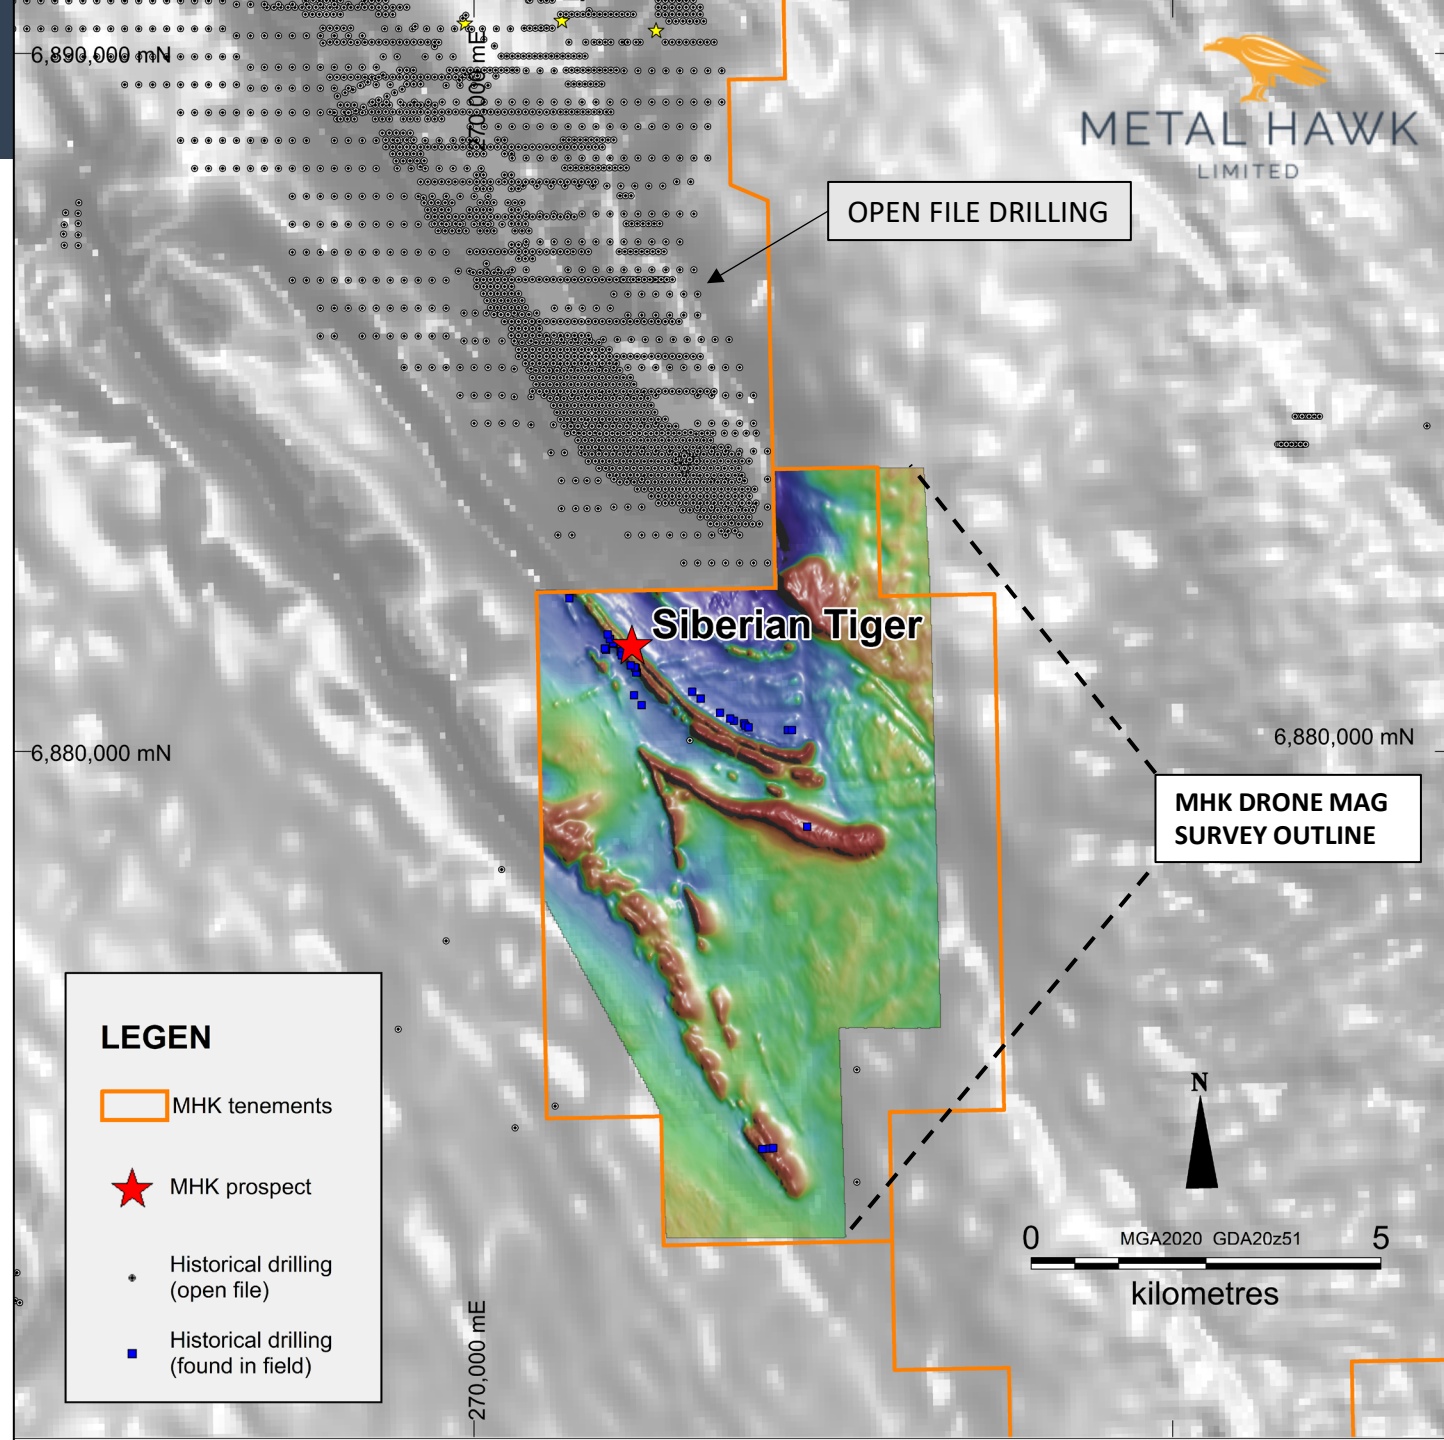 6,890,000 mN
270,000 mE
METAL HAWK
LIMITED
OPEN FILE DRILLING
Siberian Tiger
6,880,000 mN
6,880,000 mN
MHK DRONE MAG
SURVEY OUTLINE
LEGEN
MHK tenements
MHK prospect
Historical drilling
(open file)
Historical drilling
(found in field)
270,000 mE
N
0
MGA2020 GDA20z51
5
kilometres